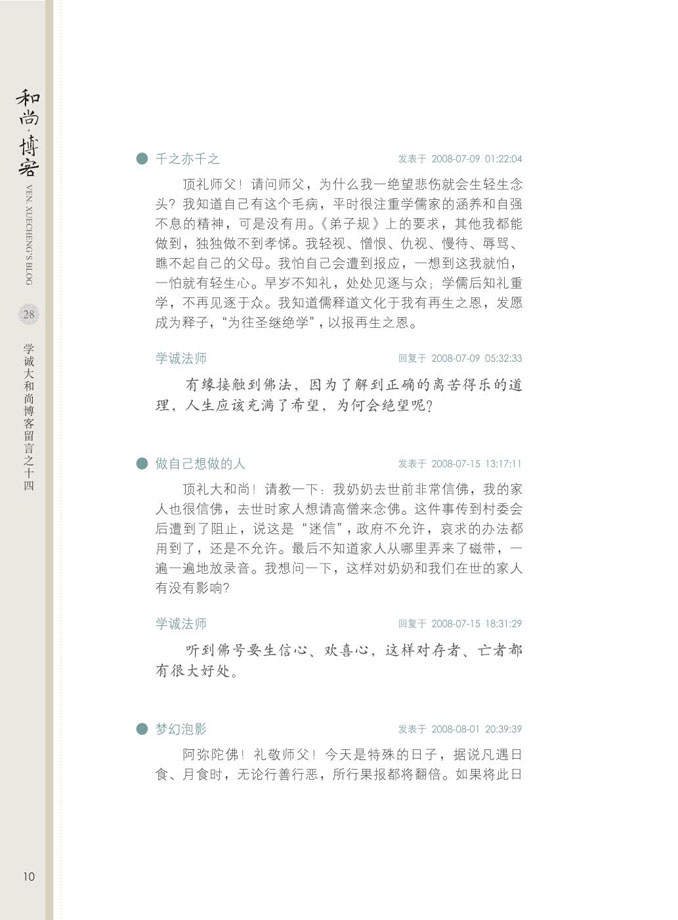 和尚·博客
VEN. XUECHENG'S BLOG
28
学诚大和尚博客留言之十四
千之亦千之 发表于 2008-07-09 01:22:04
顶礼师父！请问师父，为什么我一绝望悲伤就会生轻生念
头？我知道自己有这个毛病，平时很注重学儒家的涵养和自强
不息的精神，可是没有用。《弟子规》上的要求，其他我都能
做到，独独做不到孝悌。我轻视、憎恨、仇视、慢待、辱骂、
瞧不起自己的父母。我怕自己会遭到报应，一想到这我就怕，
一怕就有轻生心。早岁不知礼，处处见逐与众；学儒后知礼重
学，不再见逐于众。我知道儒释道文化于我有再生之恩，发愿
成为释子，“为往圣继绝学”，以报再生之恩。
学诚法师 回复于 2008-07-09 05:32:33
有缘接触到佛法，因为了解到正确的离苦得乐的道
理，人生应该充满了希望，为何会绝望呢？
做自己想做的人 发表于 2008-07-15 13:17:11
顶礼大和尚！请教一下：我奶奶去世前非常信佛，我的家
人也很信佛，去世时家人想请高僧来念佛。这件事传到村委会
后遭到了阻止，说这是“迷信”，政府不允许，哀求的办法都
用到了，还是不允许。最后不知道家人从哪里弄来了磁带，一
遍一遍地放录音。我想问一下，这样对奶奶和我们在世的家人
有没有影响？
学诚法师 回复于 2008-07-15 18:31:29
听到佛号要生信心、欢喜心，这样对存者、亡者都
有很大好处。
梦幻泡影 发表于 2008-08-01 20:39:39
阿弥陀佛！礼敬师父！今天是特殊的日子，据说凡遇日
食、月食时，无论行善行恶，所行果报都将翻倍。如果将此日
10